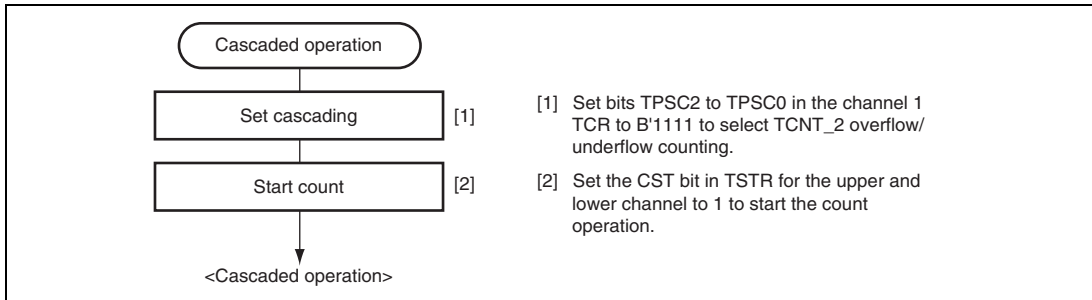 Cascaded operation
Set cascading
[1]
Start count
[2]
<Cascaded operation>
[1] Set bits TPSC2 to TPSC0 in the channel 1
TCR to B'1111 to select TCNT_2 overflow/
underflow counting.
[2] Set the CST bit in TSTR for the upper and
lower channel to 1 to start the count
operation.